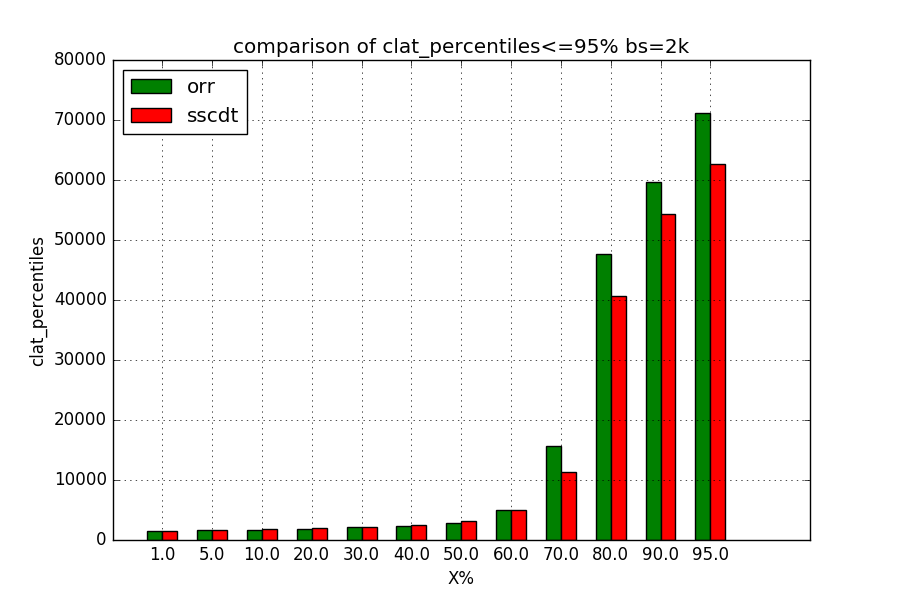 comparison of clat_percentiles<=95% bs=2k
80000
70000
60000
50000
40000
30000
20000
10000
0
clat_percentiles
orr
sscdt
1.0 5.0 10.0 20.0 30.0 40.0 50.0 60.0 70.0 80.0 90.0 95.0
X%